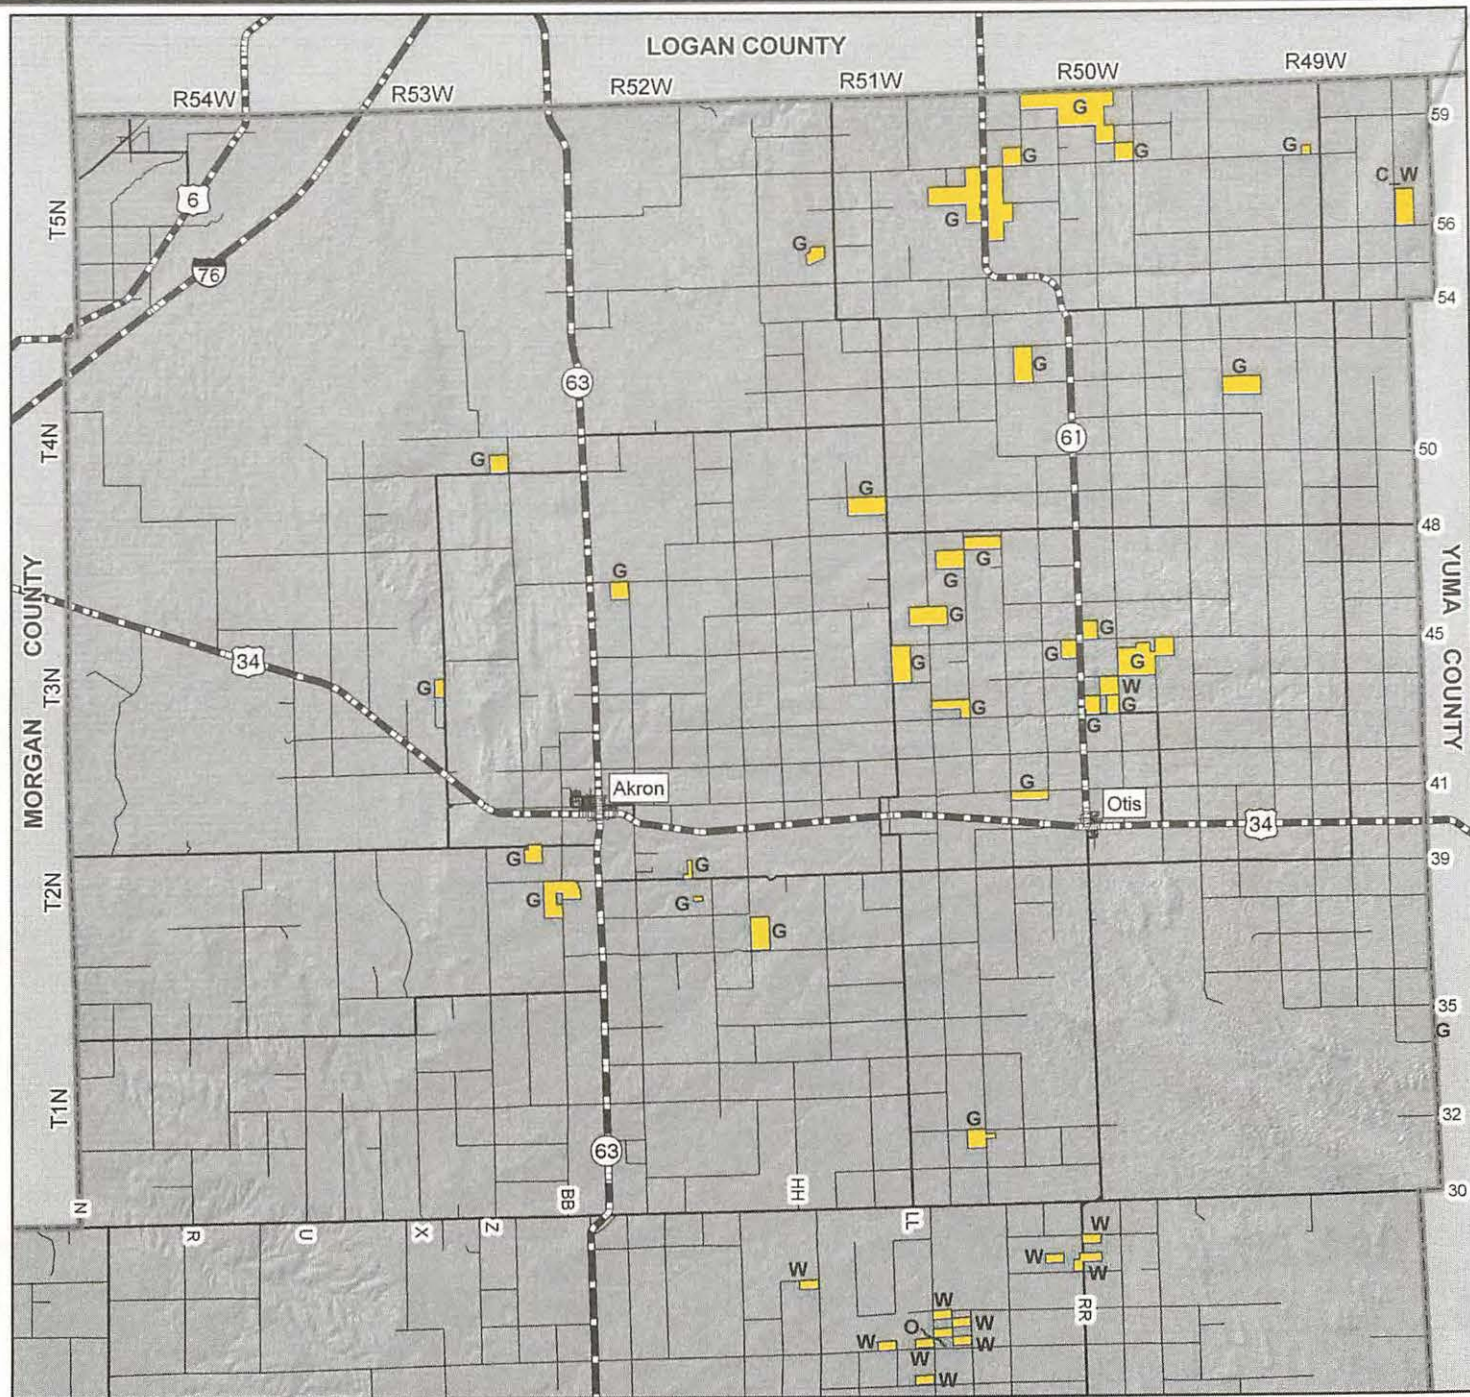 LOGAN COUNTY
R54W
R53W
R52W
R51W
R50W
R49W
G
59
G
G
G
C_W
6
T5N
G
56
G
76
54
G
G
63
61
T4N
G
50
G
48
G
G
G
G
MORGAN COUNTY
YUMA COUNTY
G
45
G
G
G
34
T3N
G
W
G
G
G
41
G
Akron
Otis
34
39
G
G
T2N
G
G
G
35
G
T1N
G
32
63
30
N
R
U
X
Z
BB
HH
LL
W
W
W
W
RR
W
W
O
W
W
W
W